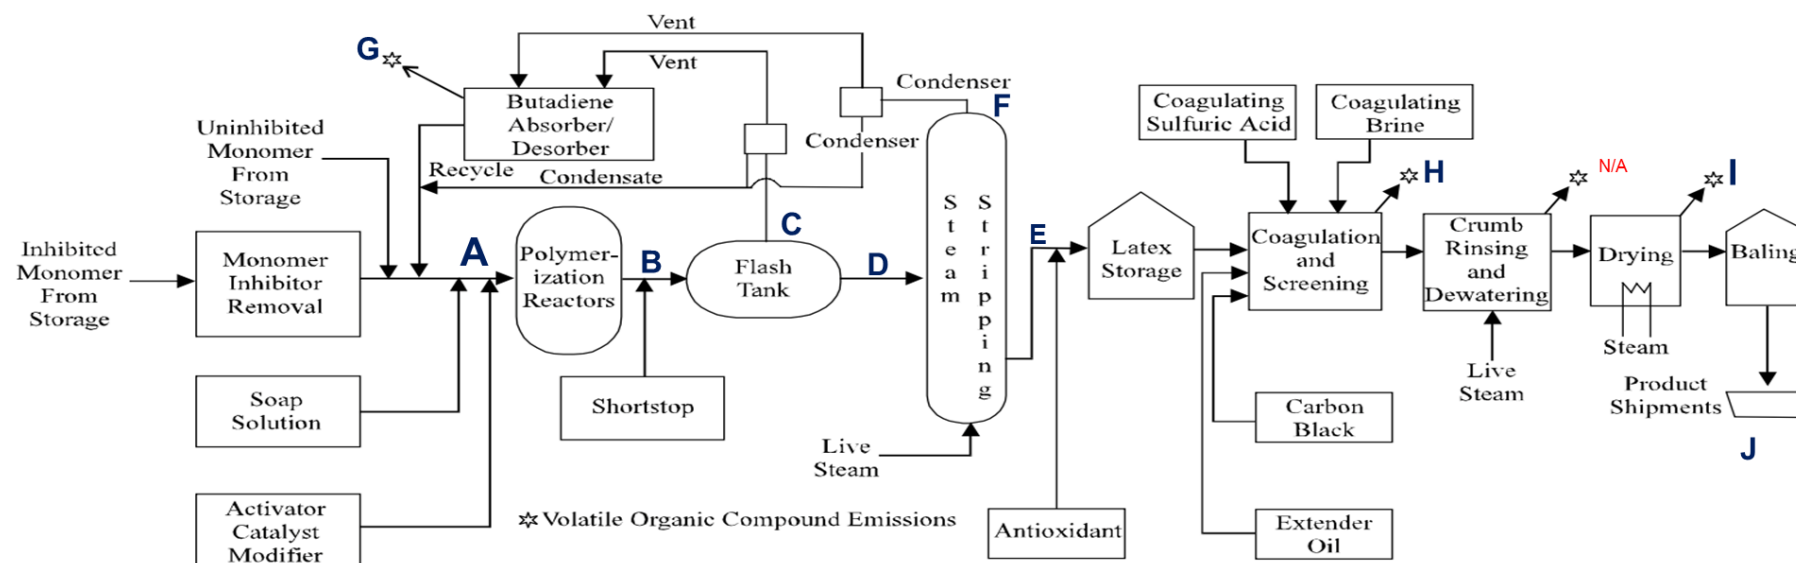 Vent
G
Vent
Condenser
F
Butadiene
Absorber/
Desorber
Condenser
Uninhibited
Monomer
From
Storage
Recycle
Condensate
Coagulating
Sulfuric Acid
Coagulating
Brine
H
N/A
I
Inhibited
Monomer
From
Storage
Monomer
Inhibitor
Removal
A
Polymer-
ization
Reactors
B
C
Flash
Tank
D
Steam
Stripping
E
Latex
Storage
Coagulation
and
Screening
Crumb
Rinsing
and
Dewatering
Drying
Baling
Steam
Live
Steam
Product
Shipments
J
Soap
Solution
Shortstop
Live
Steam
Carbon
Black
Activator
Catalyst
Modifier
Volatile Organic Compound Emissions
Antioxidant
Extender
Oil